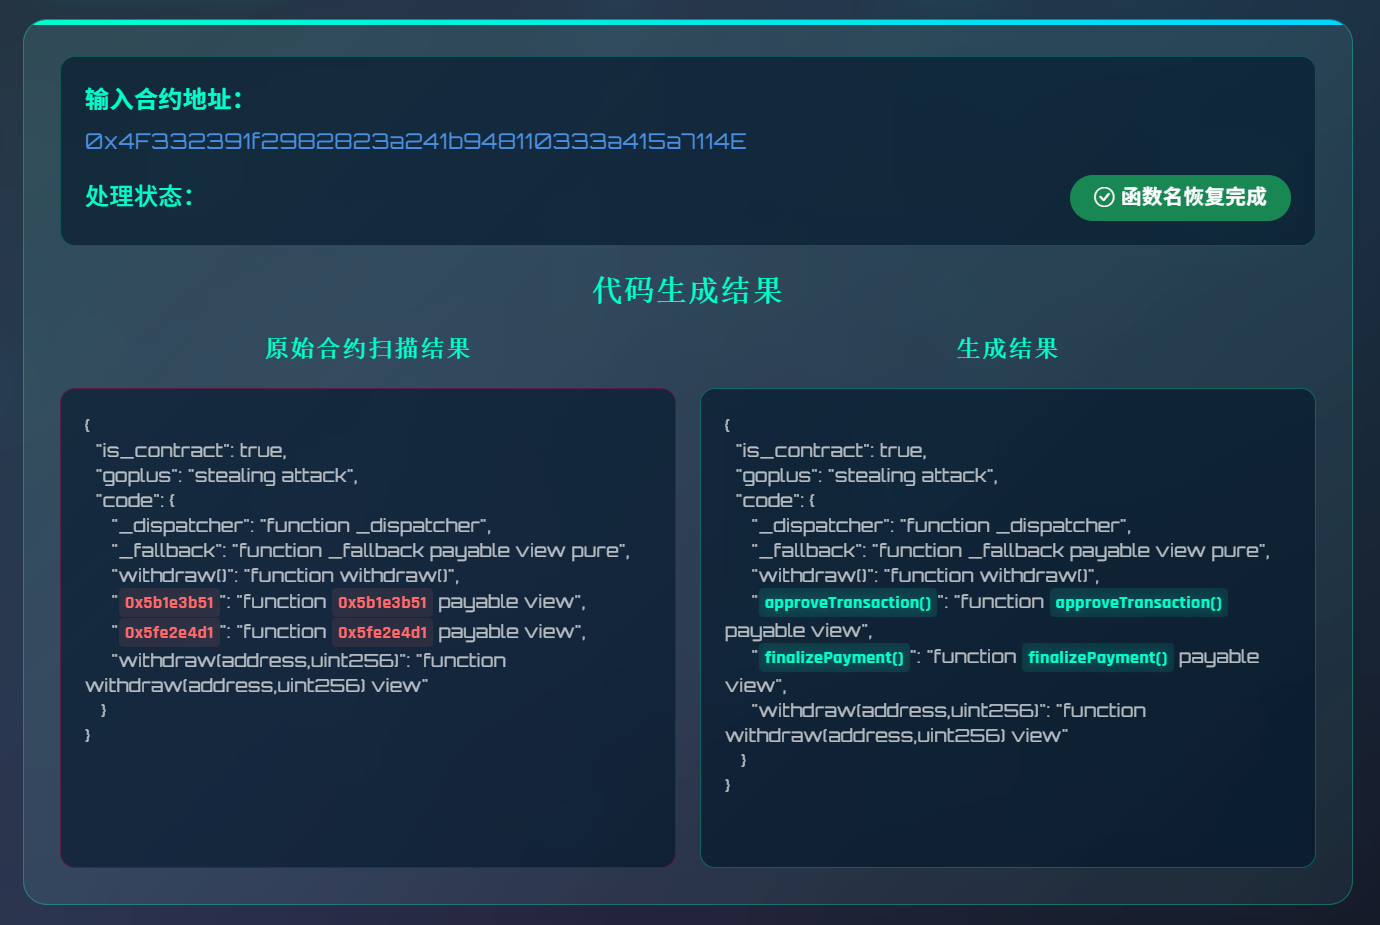 输入合约地址：
0x4F332391f2982823a241b948110333a415a7114E
处理状态：
函数名恢复完成
代码生成结果
原始合约扫描结果
{
"is_contract": true,
"goplus": "stealing attack",
"code": {
"_dispatcher": "function _dispatcher",
"_fallback": "function _fallback payable view pure",
"withdraw()": "function withdraw()",
"0x5b1e3b51": "function 0x5b1e3b51 payable view",
"0x5fe2e4d1": "function 0x5fe2e4d1 payable view",
"withdraw(address,uint256)": "function
withdraw(address,uint256) view"
}
}
生成结果
{
"is_contract": true,
"goplus": "stealing attack",
"code": {
"_dispatcher": "function _dispatcher",
"_fallback": "function _fallback payable view pure",
"withdraw()": "function withdraw()",
"approveTransaction()": "function approveTransaction()
payable view",
"finalizePayment()": "function finalizePayment() payable
view",
"withdraw(address,uint256)": "function
withdraw(address,uint256) view"
}
}